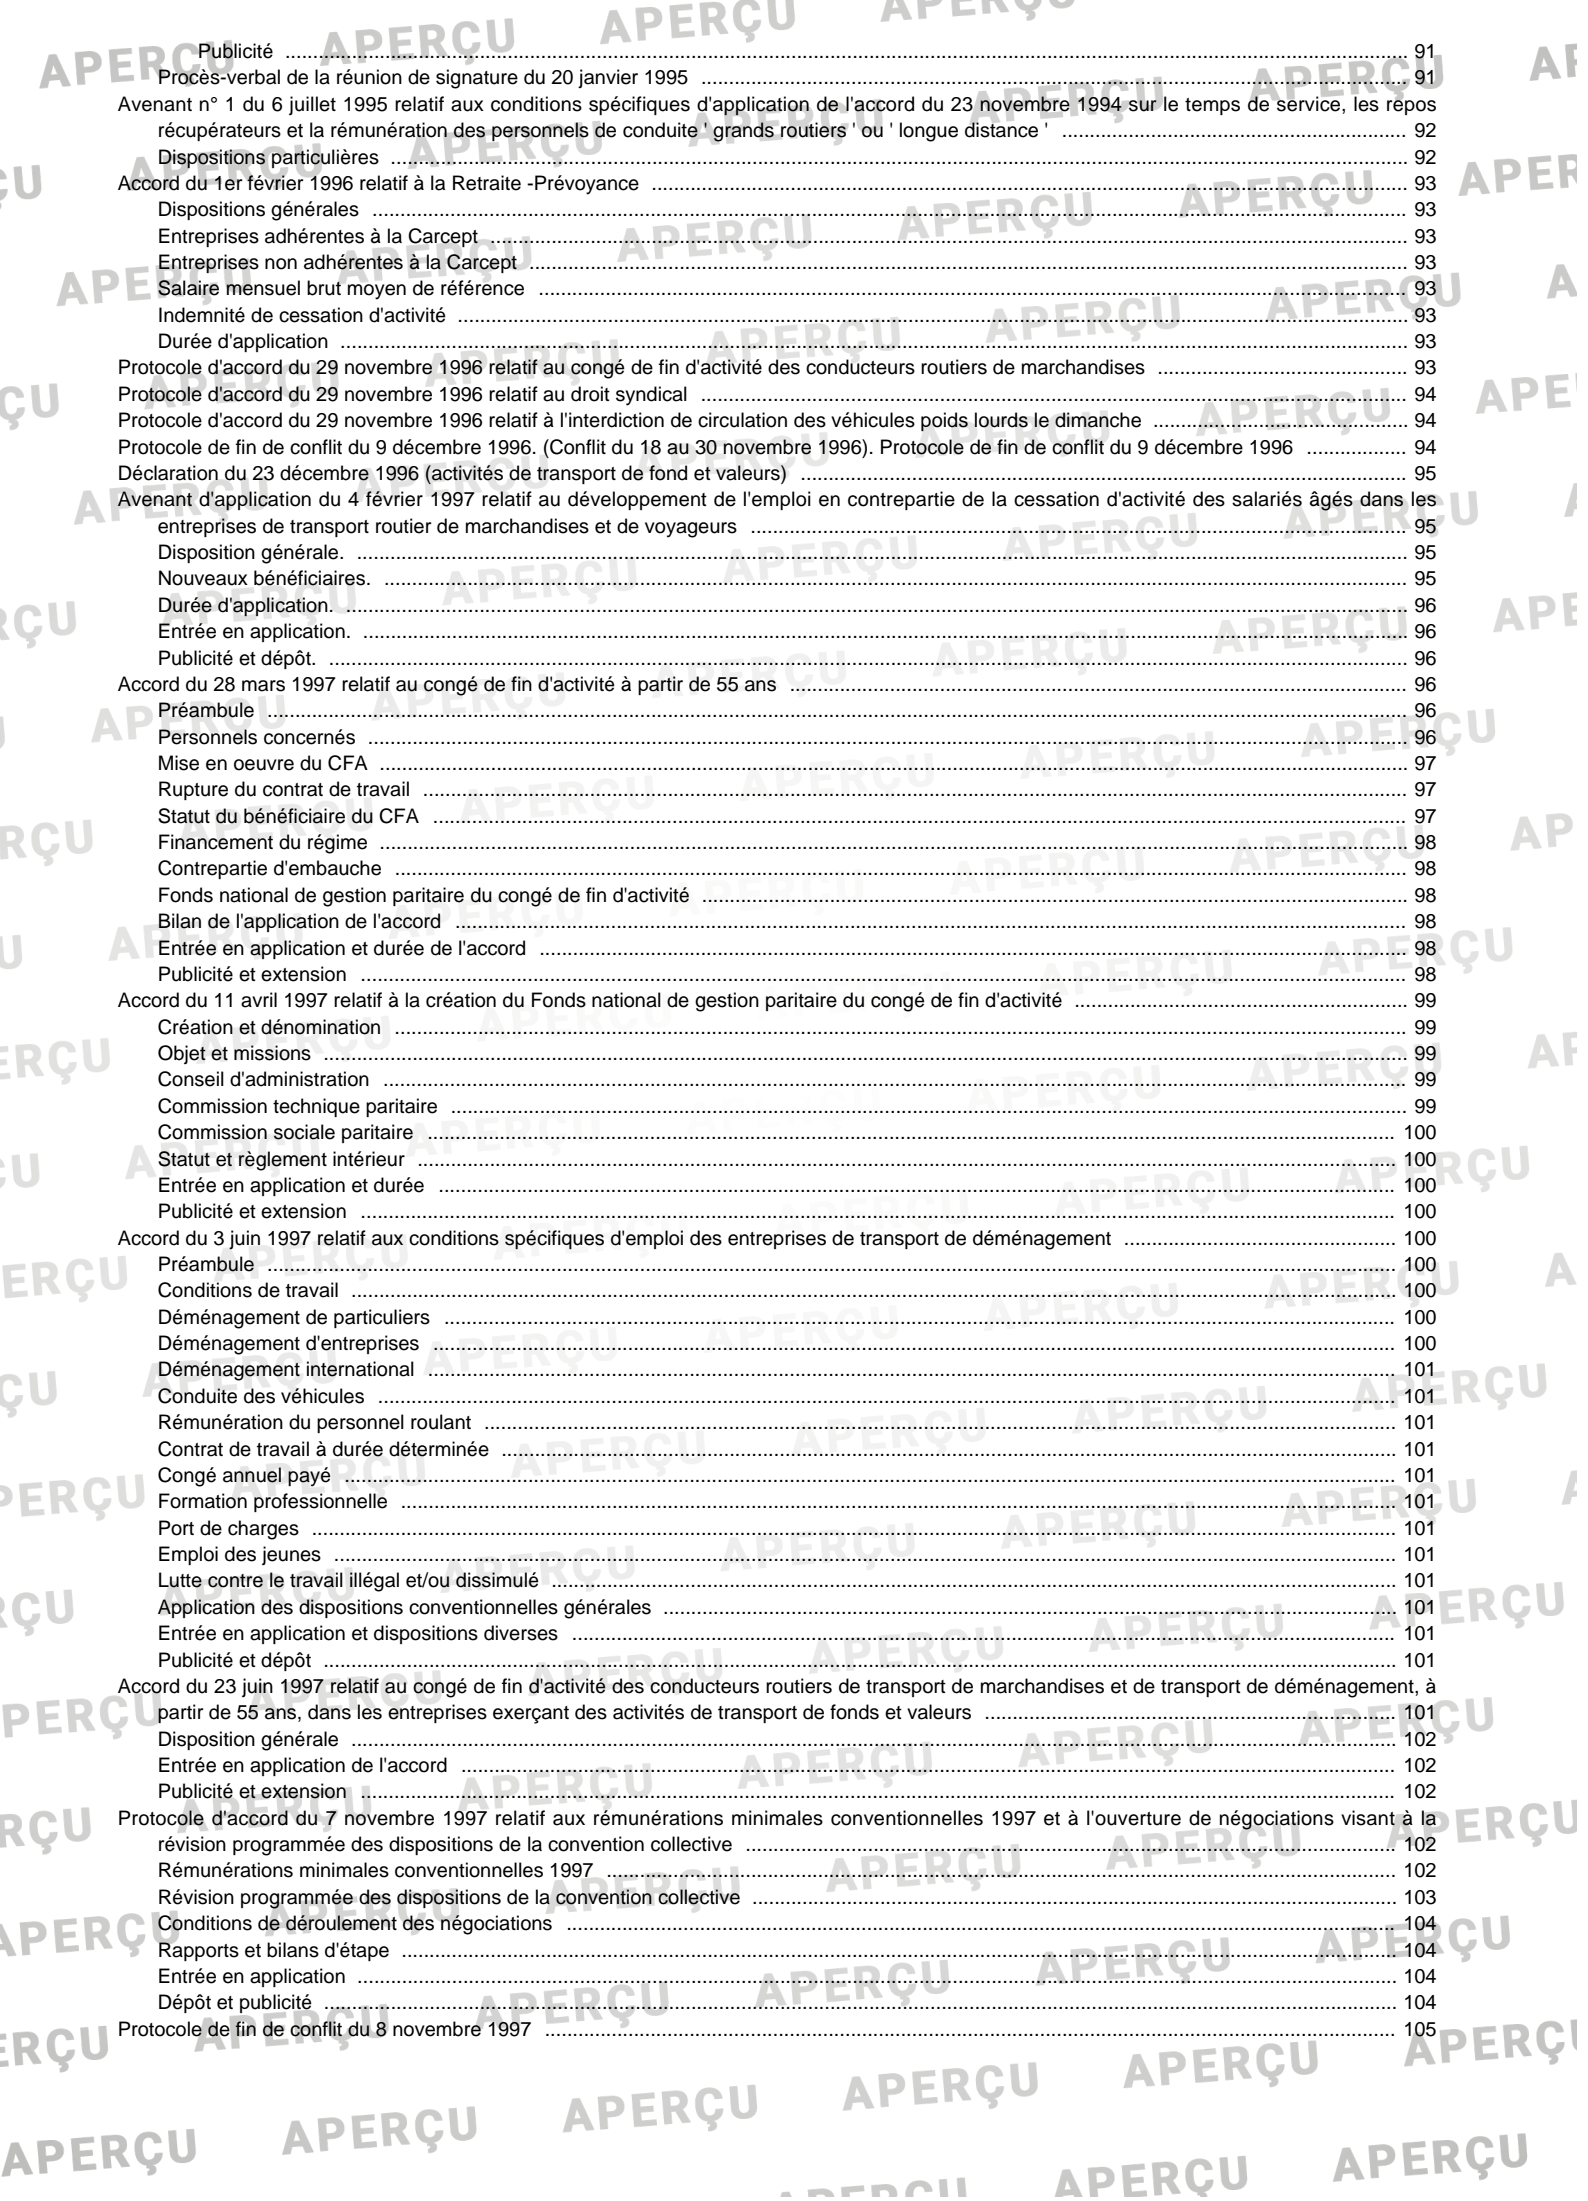 Publicité ........ 91
Procès-verbal de la réunion de signature du 20 janvier 1995 ........ 91
Avenant n° 1 du 6 juillet 1995 relatif aux conditions spécifiques d'application de l'accord du 23 novembre 1994 sur le temps de service, les repos
récupérateurs et la rémunération des personnels de conduite ' grands routiers ' ou ' longue distance ' ........ 92
Dispositions particulières ........ 92
Accord du 1er février 1996 relatif à la Retraite -Prévoyance ........ 93
Dispositions générales ........ 93
Entreprises adhérentes à la Carcept ........ 93
Entreprises non adhérentes à la Carcept ........ 93
Salaire mensuel brut moyen de référence ........ 93
Indemnité de cessation d'activité ........ 93
Durée d'application ........ 93
Protocole d'accord du 29 novembre 1996 relatif au congé de fin d'activité des conducteurs routiers de marchandises ........ 93
Protocole d'accord du 29 novembre 1996 relatif au droit syndical ........ 94
Protocole d'accord du 29 novembre 1996 relatif à l'interdiction de circulation des véhicules poids lourds le dimanche ........ 94
Protocole de fin de conflit du 9 décembre 1996. (Conflit du 18 au 30 novembre 1996). Protocole de fin de conflit du 9 décembre 1996 ........ 94
Déclaration du 23 décembre 1996 (activités de transport de fond et valeurs) ........ 95
Avenant d'application du 4 février 1997 relatif au développement de l'emploi en contrepartie de la cessation d'activité des salariés âgés dans les
entreprises de transport routier de marchandises et de voyageurs ........ 95
Disposition générale. ........ 95
Nouveaux bénéficiaires. ........ 95
Durée d'application. ........ 96
Entrée en application. ........ 96
Publicité et dépôt. ........ 96
Accord du 28 mars 1997 relatif au congé de fin d'activité à partir de 55 ans ........ 96
Préambule ........ 96
Personnels concernés ........ 96
Mise en oeuvre du CFA ........ 97
Rupture du contrat de travail ........ 97
Statut du bénéficiaire du CFA ........ 97
Financement du régime ........ 98
Contrepartie d'embauche ........ 98
Fonds national de gestion paritaire du congé de fin d'activité ........ 98
Bilan de l'application de l'accord ........ 98
Entrée en application et durée de l'accord ........ 98
Publicité et extension ........ 98
Accord du 11 avril 1997 relatif à la création du Fonds national de gestion paritaire du congé de fin d'activité ........ 99
Création et dénomination ........ 99
Objet et missions ........ 99
Conseil d'administration ........ 99
Commission technique paritaire ........ 99
Commission sociale paritaire ........ 100
Statut et règlement intérieur ........ 100
Entrée en application et durée ........ 100
Publicité et extension ........ 100
Accord du 3 juin 1997 relatif aux conditions spécifiques d'emploi des entreprises de transport de déménagement ........ 100
Préambule ........ 100
Conditions de travail ........ 100
Déménagement de particuliers ........ 100
Déménagement d'entreprises ........ 100
Déménagement international ........ 101
Conduite des véhicules ........ 101
Rémunération du personnel roulant ........ 101
Contrat de travail à durée déterminée ........ 101
Congé annuel payé ........ 101
Formation professionnelle ........ 101
Port de charges ........ 101
Emploi des jeunes ........ 101
Lutte contre le travail illégal et/ou dissimulé ........ 101
Application des dispositions conventionnelles générales ........ 101
Entrée en application et dispositions diverses ........ 101
Publicité et dépôt ........ 101
Accord du 23 juin 1997 relatif au congé de fin d'activité des conducteurs routiers de transport de marchandises et de transport de déménagement, à
partir de 55 ans, dans les entreprises exerçant des activités de transport de fonds et valeurs ........ 101
Disposition générale ........ 102
Entrée en application de l'accord ........ 102
Publicité et extension ........ 102
Protocole d'accord du 7 novembre 1997 relatif aux rémunérations minimales conventionnelles 1997 et à l'ouverture de négociations visant à la
révision programmée des dispositions de la convention collective ........ 102
Rémunérations minimales conventionnelles 1997 ........ 102
Révision programmée des dispositions de la convention collective ........ 103
Conditions de déroulement des négociations ........ 104
Rapports et bilans d'étape ........ 104
Entrée en application ........ 104
Dépôt et publicité ........ 104
Protocole de fin de conflit du 8 novembre 1997 ........ 105
APERÇU